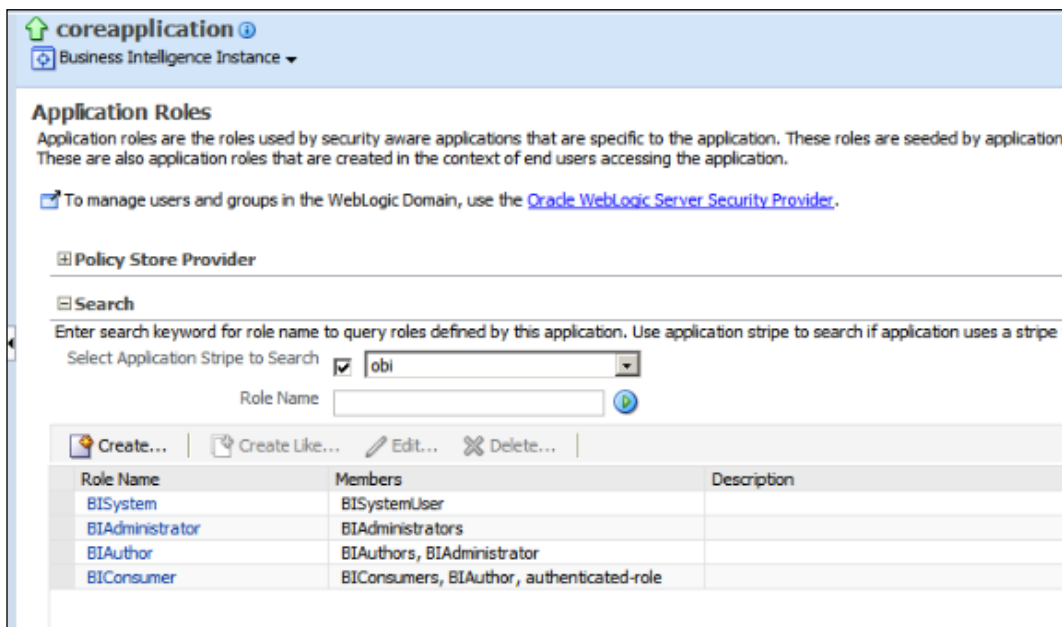 coreapplication
Business Intelligence Instance
Application Roles
Application roles are the roles used by security aware applications that are specific to the application. These roles are seeded by application
These are also application roles that are created in the context of end users accessing the application.
To manage users and groups in the WebLogic Domain, use the Oracle WebLogic Server Security Provider.
Policy Store Provider
Search
Enter search keyword for role name to query roles defined by this application. Use application stripe to search if application uses a stripe
Select Application Stripe to Search obi
Role Name
Create... Create Like... Edit... Delete...
Role Name Members Description
BISystem BISystemUser
BIAdministrator BIAdministrators
BIAuthor BIAuthors, BIAdministrator
BIConsumer BIConsumers, BIAuthor, authenticated-role